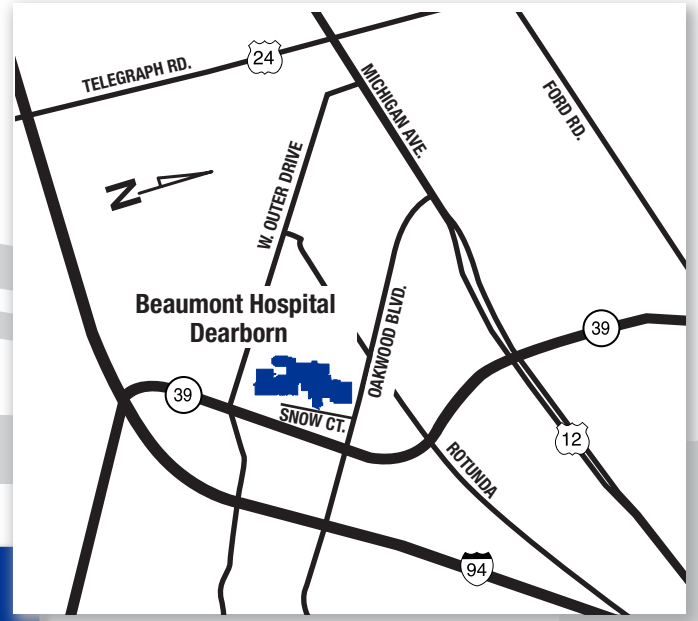 24
TELEGRAPH RD.
MICHIGAN AVE.
FORD RD.
N
W. OUTER DRIVE
Beaumont Hospital
Dearborn
OAKWOOD BLVD.
39
39
SNOW CT.
12
ROTUNDA
94